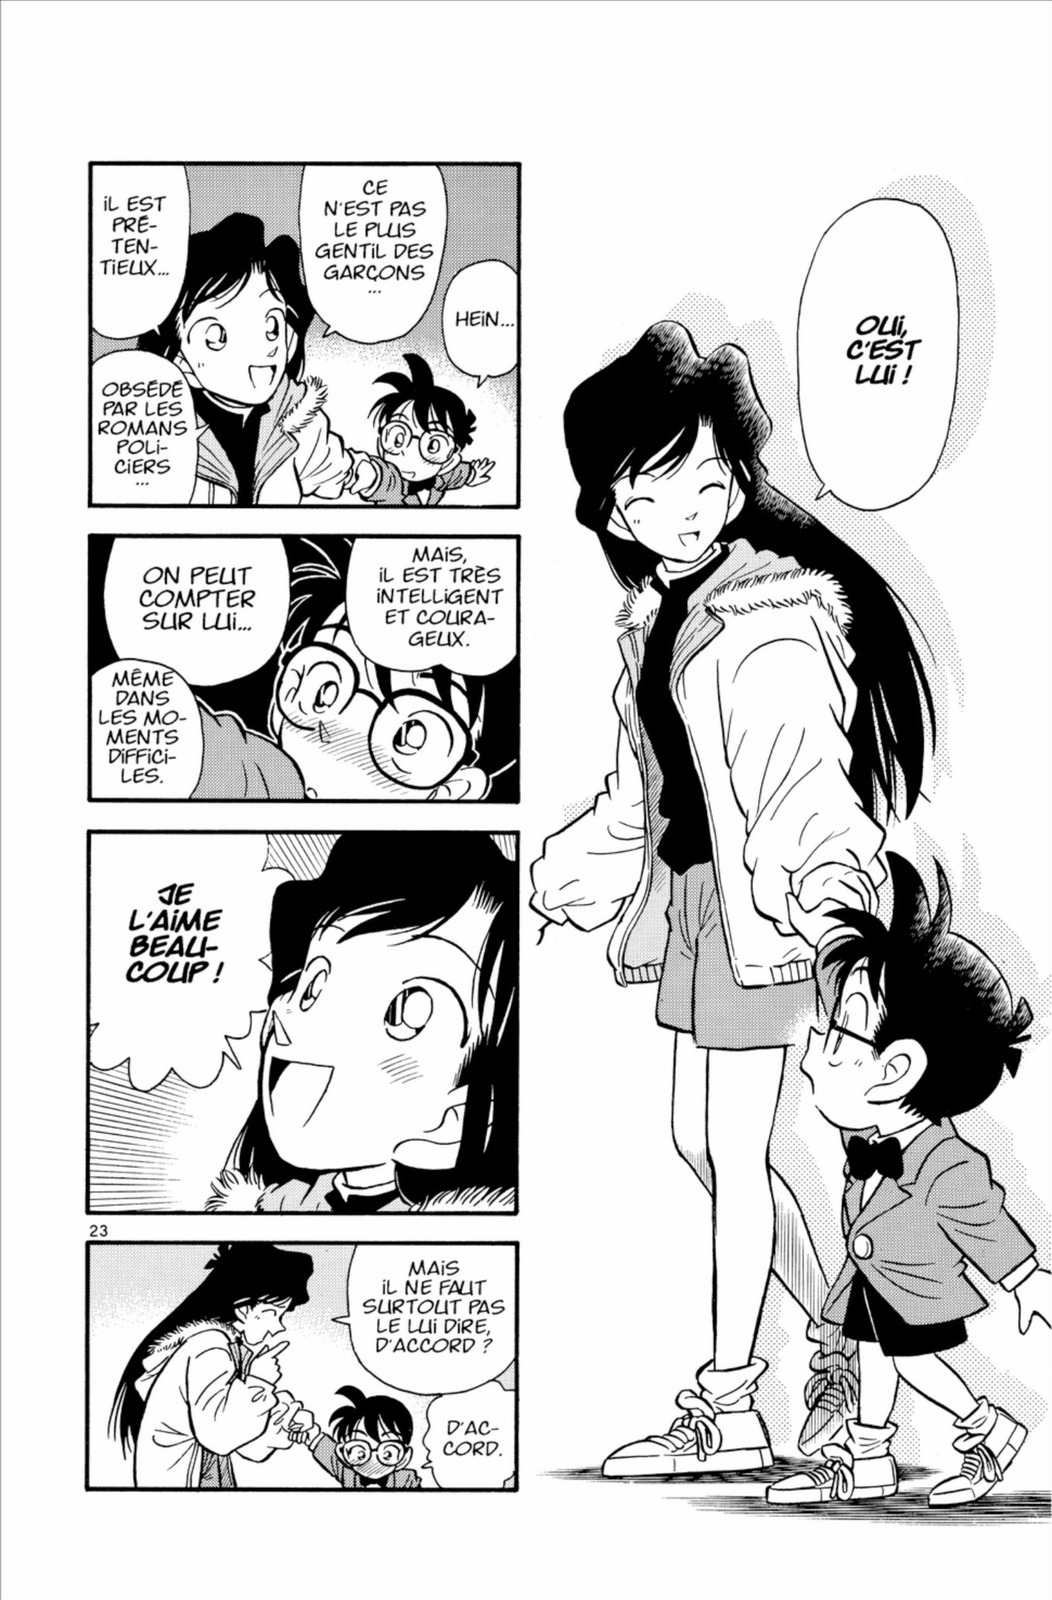 OUI,
C'EST
LUI !
CE
N'EST PAS
LE PLUS
GENTIL DES
GARÇONS
...
HEIN...
IL EST
PRÉ-
TEN-
TIEUX...
OBSÉDÉ
PAR LES
ROMANS
POLI-
CIERS
...
MAIS,
IL EST TRÈS
INTELLIGENT
ET COURA-
GEUX.
ON PEUT
COMPTER
SUR LUI...
MÊME
DANS
LES MO-
MENTS
DIFFICI-
LES.
JE
L'AIME
BEAU-
COUP !
23
MAIS
IL NE FAUT
SURTOUT PAS
LE LUI DIRE,
D'ACCORD ?
D'AC-
CORD.